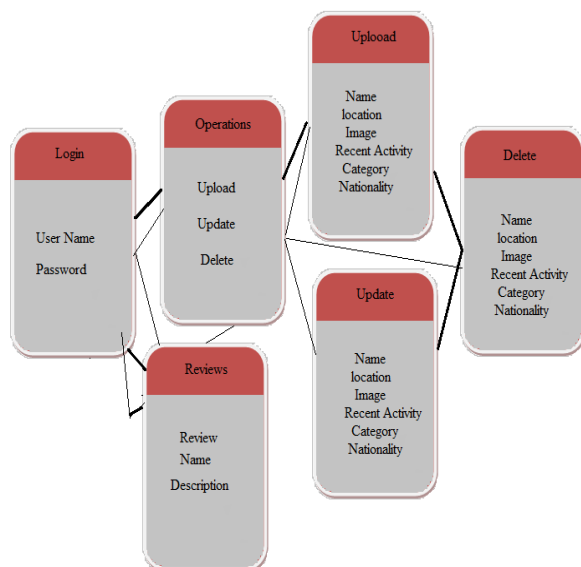 Login
User Name
Password
Operations
Upload
Update
Delete
Uplooad
Name
location
Image
Recent Activity
Category
Nationality
Delete
Name
location
Image
Recent Activity
Category
Nationality
Update
Name
location
Image
Recent Activity
Category
Nationality
Reviews
Review
Name
Description